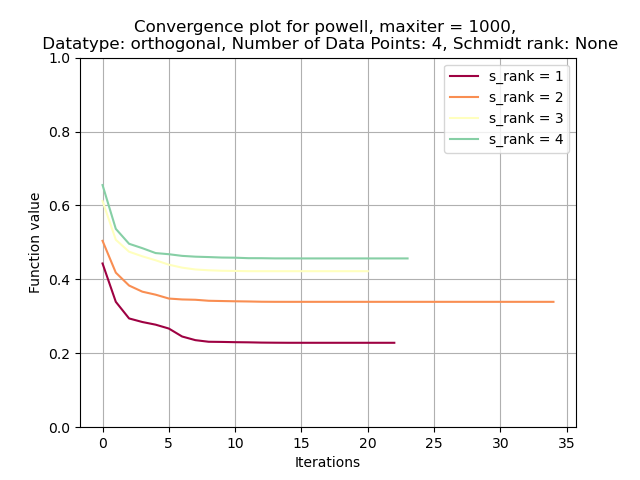 Convergence plot for powell, maxiter = 1000,
Datatype: orthogonal, Number of Data Points: 4, Schmidt rank: None
1.0
0.8
0.6
0.4
0.2
0.0
Function value
s_rank = 1
s_rank = 2
s_rank = 3
s_rank = 4
0 5 10 15 20 25 30 35
Iterations